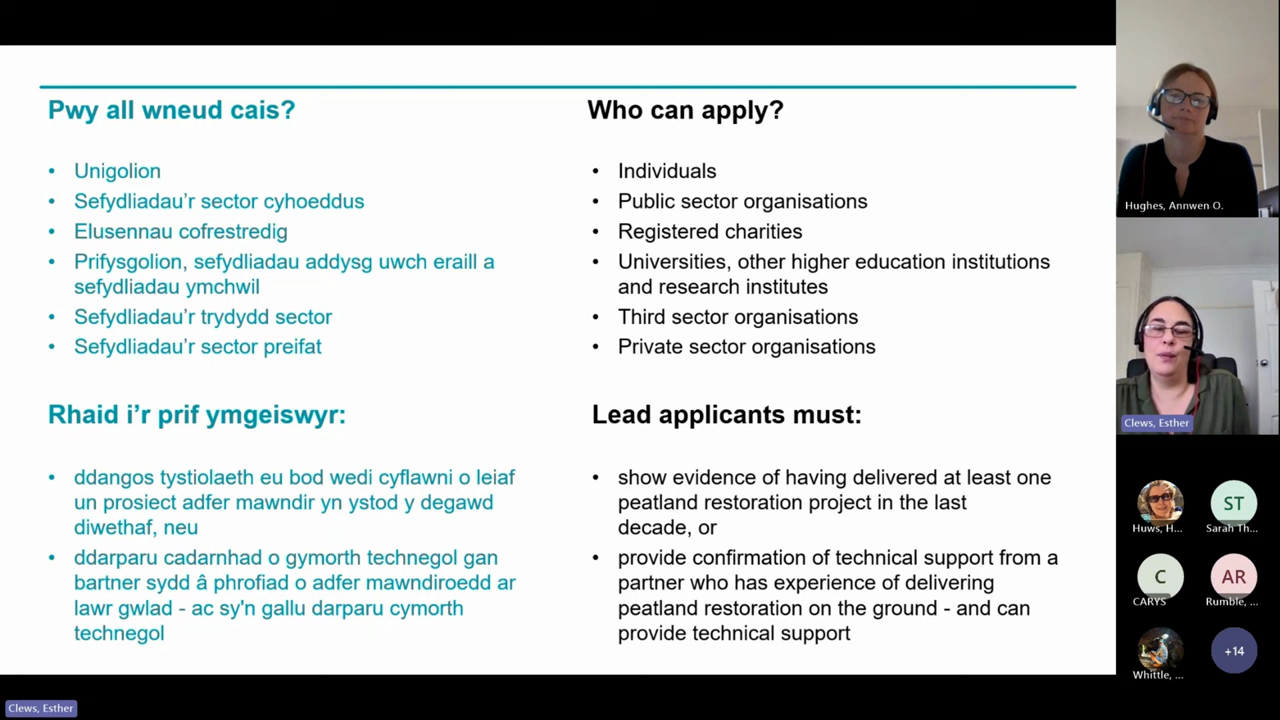 Pwy all wneud cais?
• Unigolion
• Sefydliadau’r sector cyhoeddus
• Elusennau cofrestredig
• Prifysgolion, sefydliadau addysg uwch eraill a
sefydliadau ymchwil
• Sefydliadau’r trydydd sector
• Sefydliadau’r sector preifat
Rhaid i’r prif ymgeiswyr:
• ddangos tystiolaeth eu bod wedi cyflawni o leiaf
un prosiect adfer mawndir yn ystod y degawd
diwethaf, neu
• ddarparu cadarnhad o gymorth technegol gan
bartner sydd â phrofiad o adfer mawndiroedd ar
lawr gwlad - ac sy'n gallu darparu cymorth
technegol
Who can apply?
• Individuals
• Public sector organisations
• Registered charities
• Universities, other higher education institutions
and research institutes
• Third sector organisations
• Private sector organisations
Lead applicants must:
• show evidence of having delivered at least one
peatland restoration project in the last
decade, or
• provide confirmation of technical support from a
partner who has experience of delivering
peatland restoration on the ground - and can
provide technical support
Hughes, Annwen O.
Clews, Esther
Huws, H...
ST
Sarah Th...
C
CARYS
AR
Rumble, ...
Whittle, ...
+14
Clews, Esther